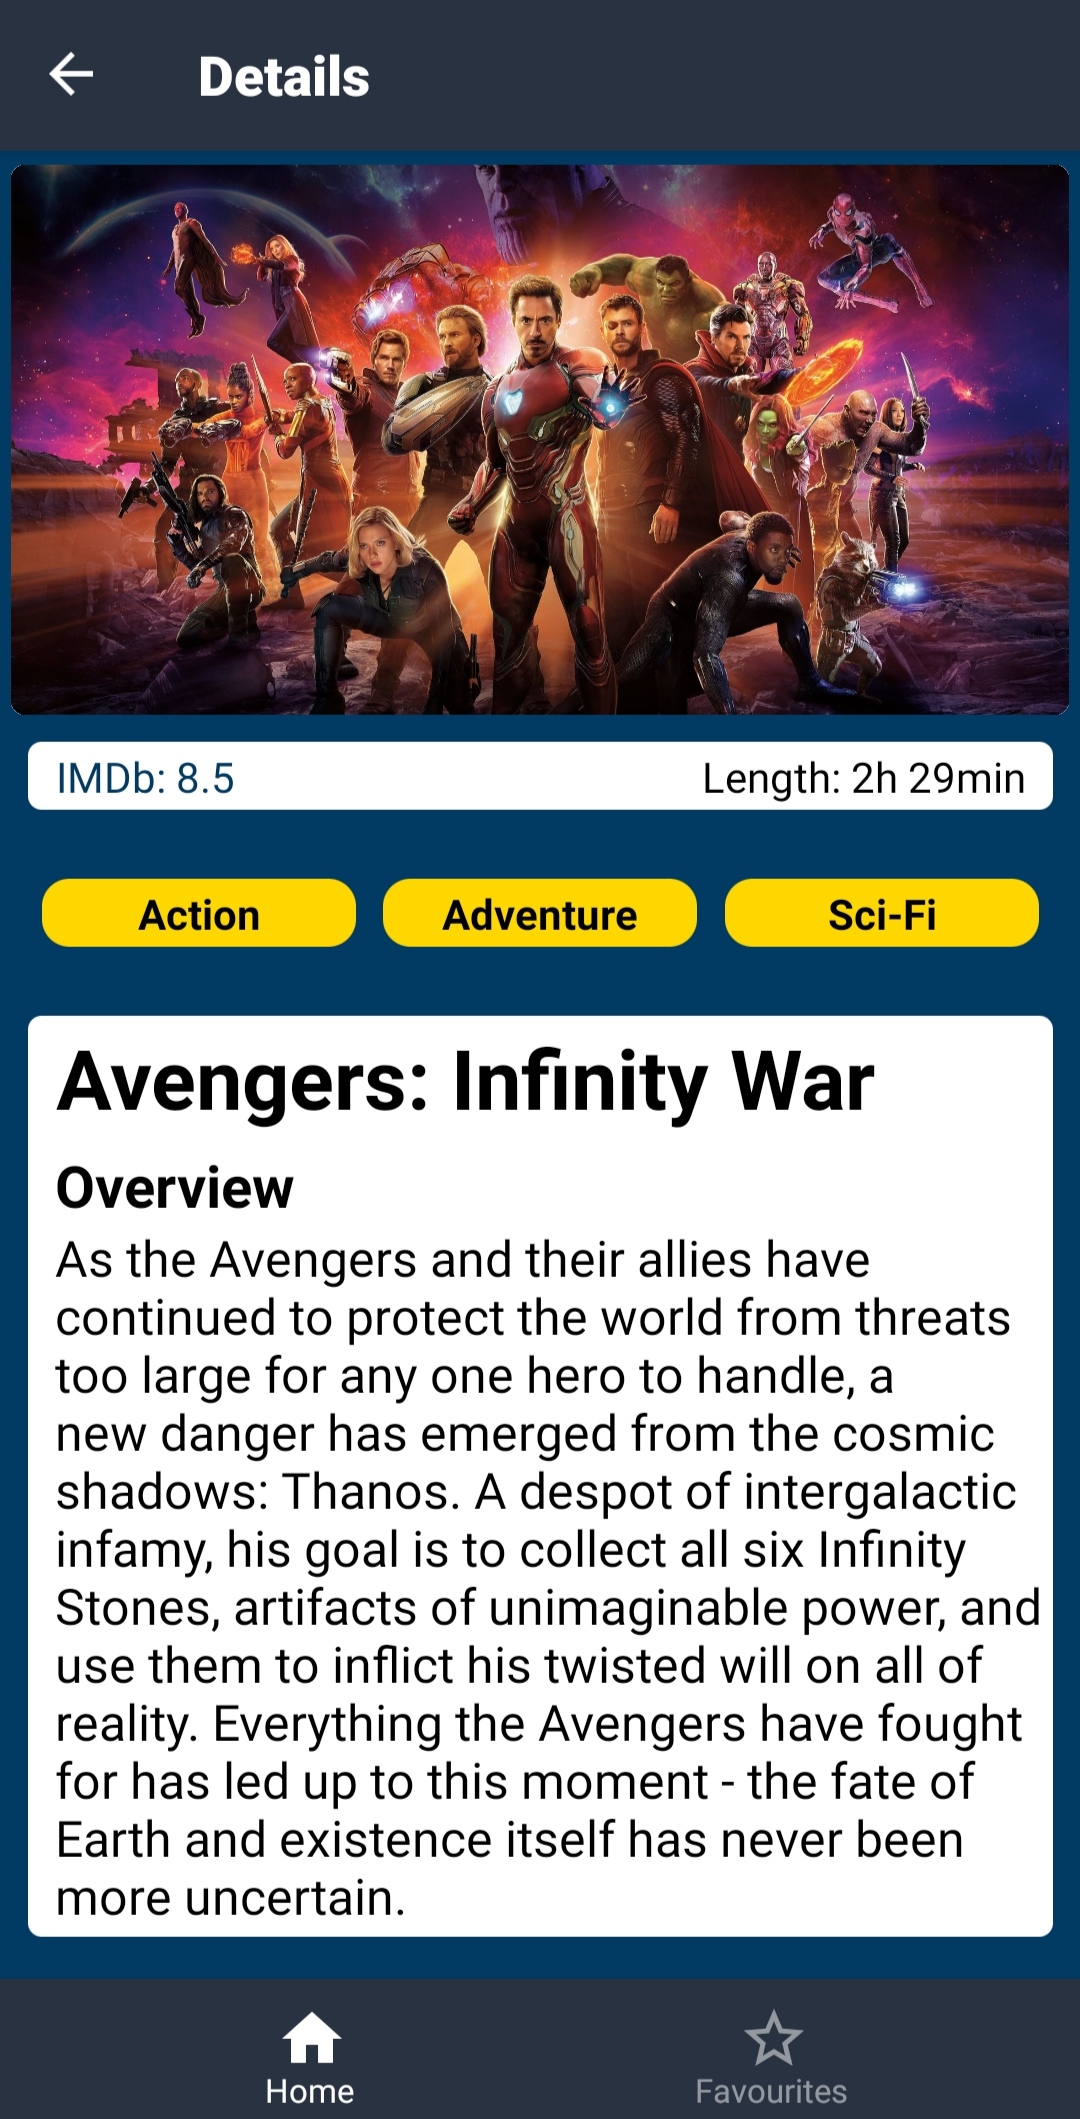 Details
IMDb: 8.5
Length: 2h 29min
Action
Adventure
Sci-Fi
Avengers: Infinity War
Overview
As the Avengers and their allies have
continued to protect the world from threats
too large for any one hero to handle, a
new danger has emerged from the cosmic
shadows: Thanos. A despot of intergalactic
infamy, his goal is to collect all six Infinity
Stones, artifacts of unimaginable power, and
use them to inflict his twisted will on all of
reality. Everything the Avengers have fought
for has led up to this moment - the fate of
Earth and existence itself has never been
more uncertain.
Home
Favourites